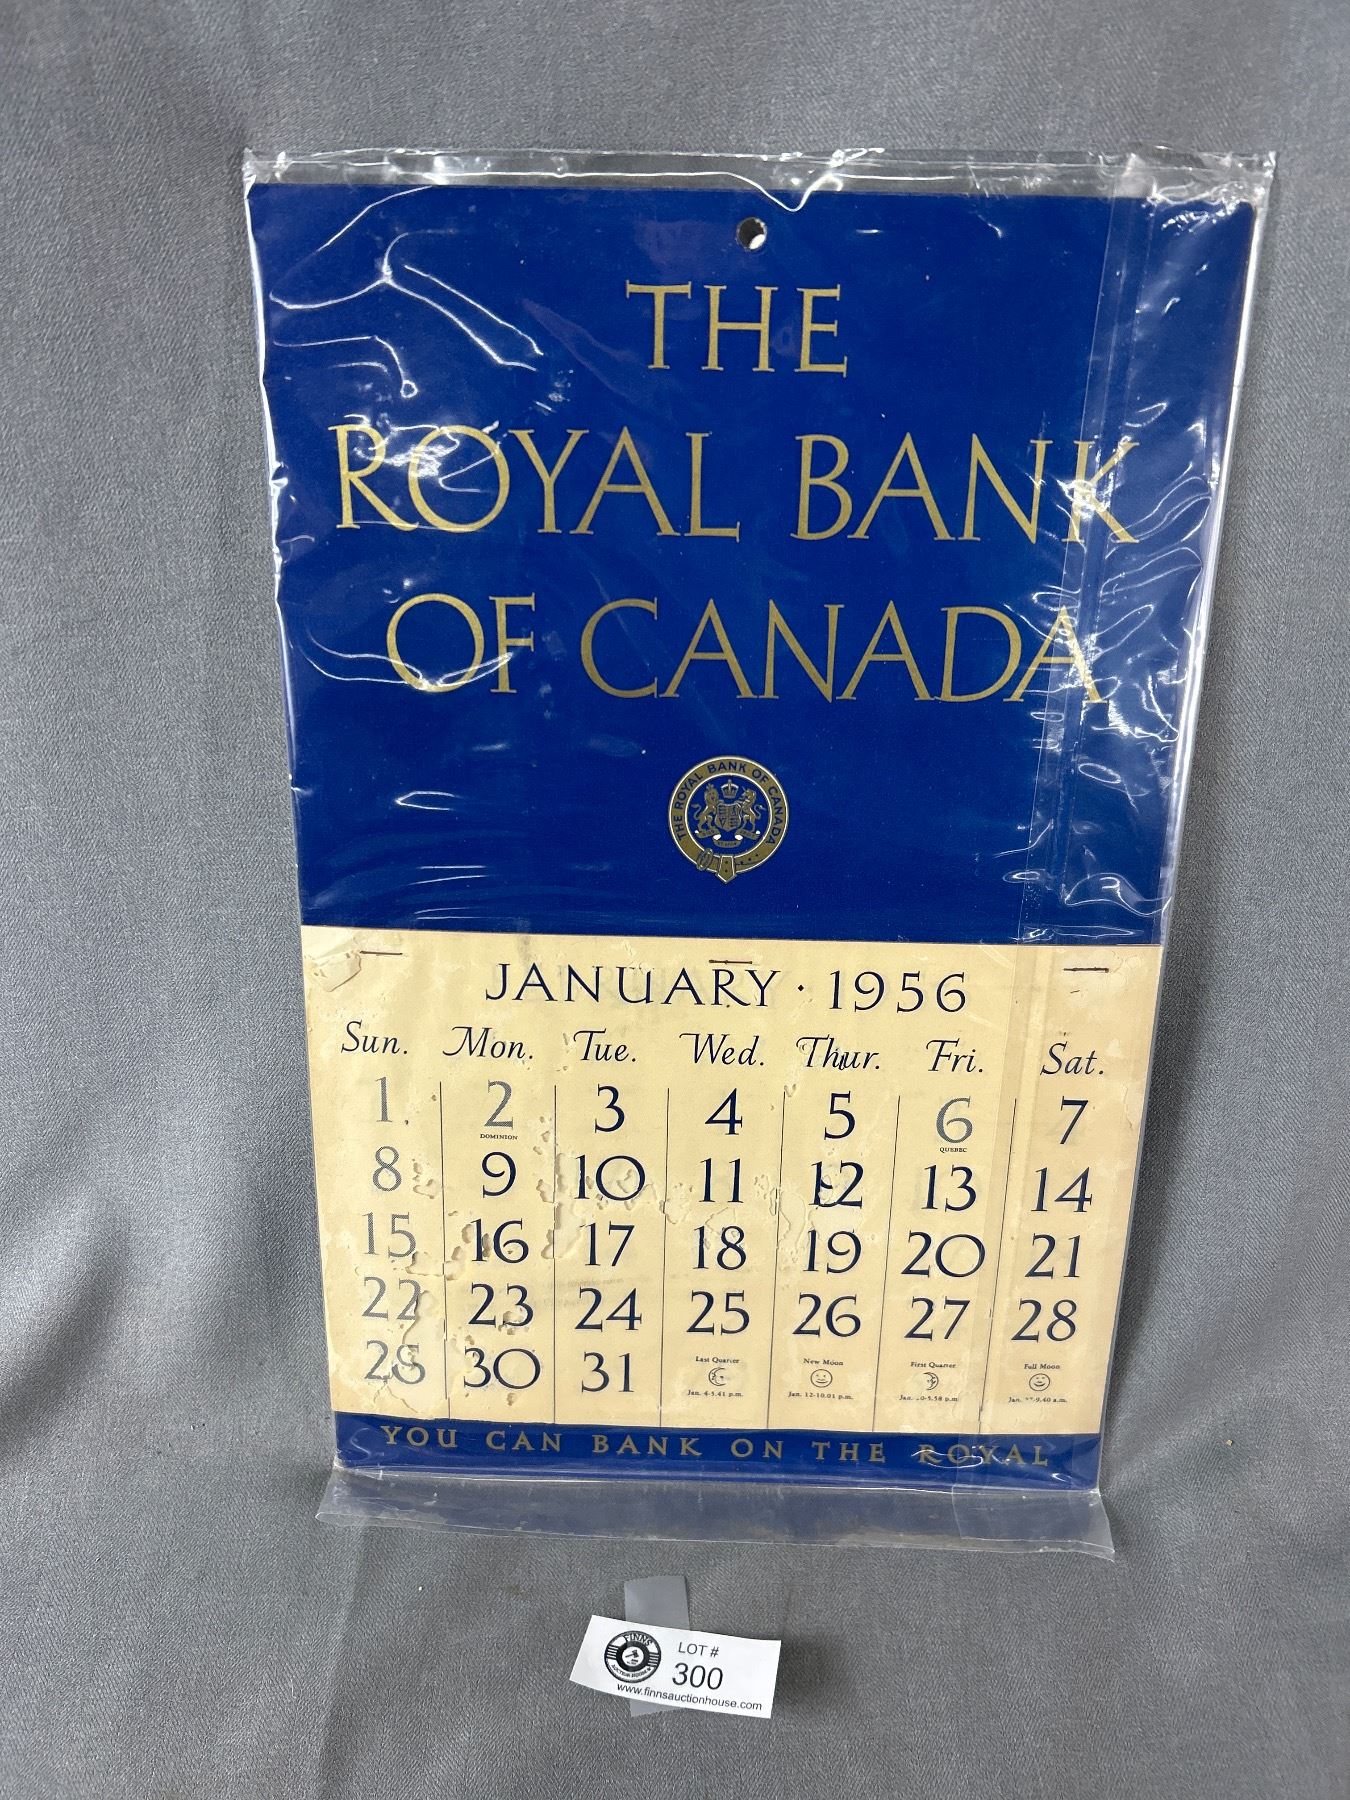 THE
ROYAL BANK
OF CANADA
THE ROYAL BANK OF CANADA
JANUARY · 1956
Sun. Mon. Tue. Wed. Thur. Fri. Sat.
1 2 3 4 5 6 7
DOMINION QUEBEC
8 9 10 11 12 13 14
15 16 17 18 19 20 21
22 23 24 25 26 27 28
29 30 31
Last Quarter New Moon First Quarter Full Moon
Jan. 4-5.41 p.m. Jan. 12-10.01 p.m. Jan. p.m. Jan. a.m.
YOU CAN BANK ON THE ROYAL
FINNS
AUCTION HOUSE
LOT #
300
www.finnsauctionhouse.com